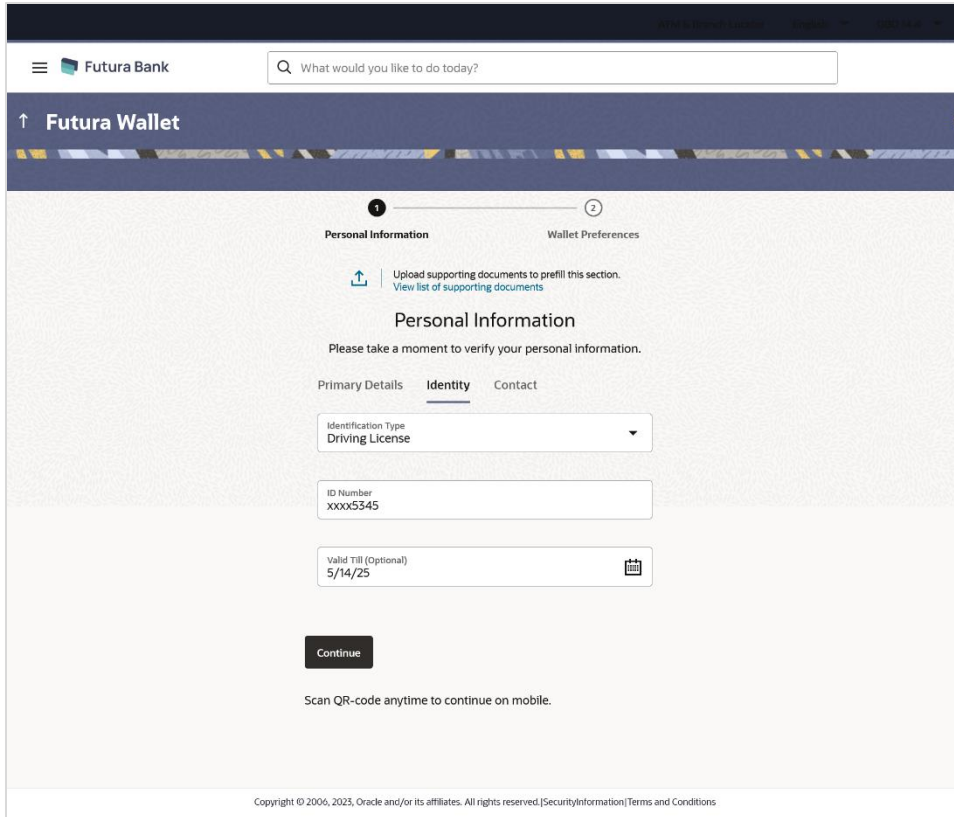 ATM & Branch Locator English
Futura Bank
What would you like to do today?
↑ Futura Wallet
1
2
Personal Information
Wallet Preferences
Upload supporting documents to prefill this section.
View list of supporting documents
Personal Information
Please take a moment to verify your personal information.
Primary Details Identity Contact
Identification Type
Driving License
ID Number
xxxx5345
Valid Till (Optional)
5/14/25
Continue
Scan QR-code anytime to continue on mobile.
Copyright © 2006, 2023, Oracle and/or its affiliates. All rights reserved.|SecurityInformation|Terms and Conditions